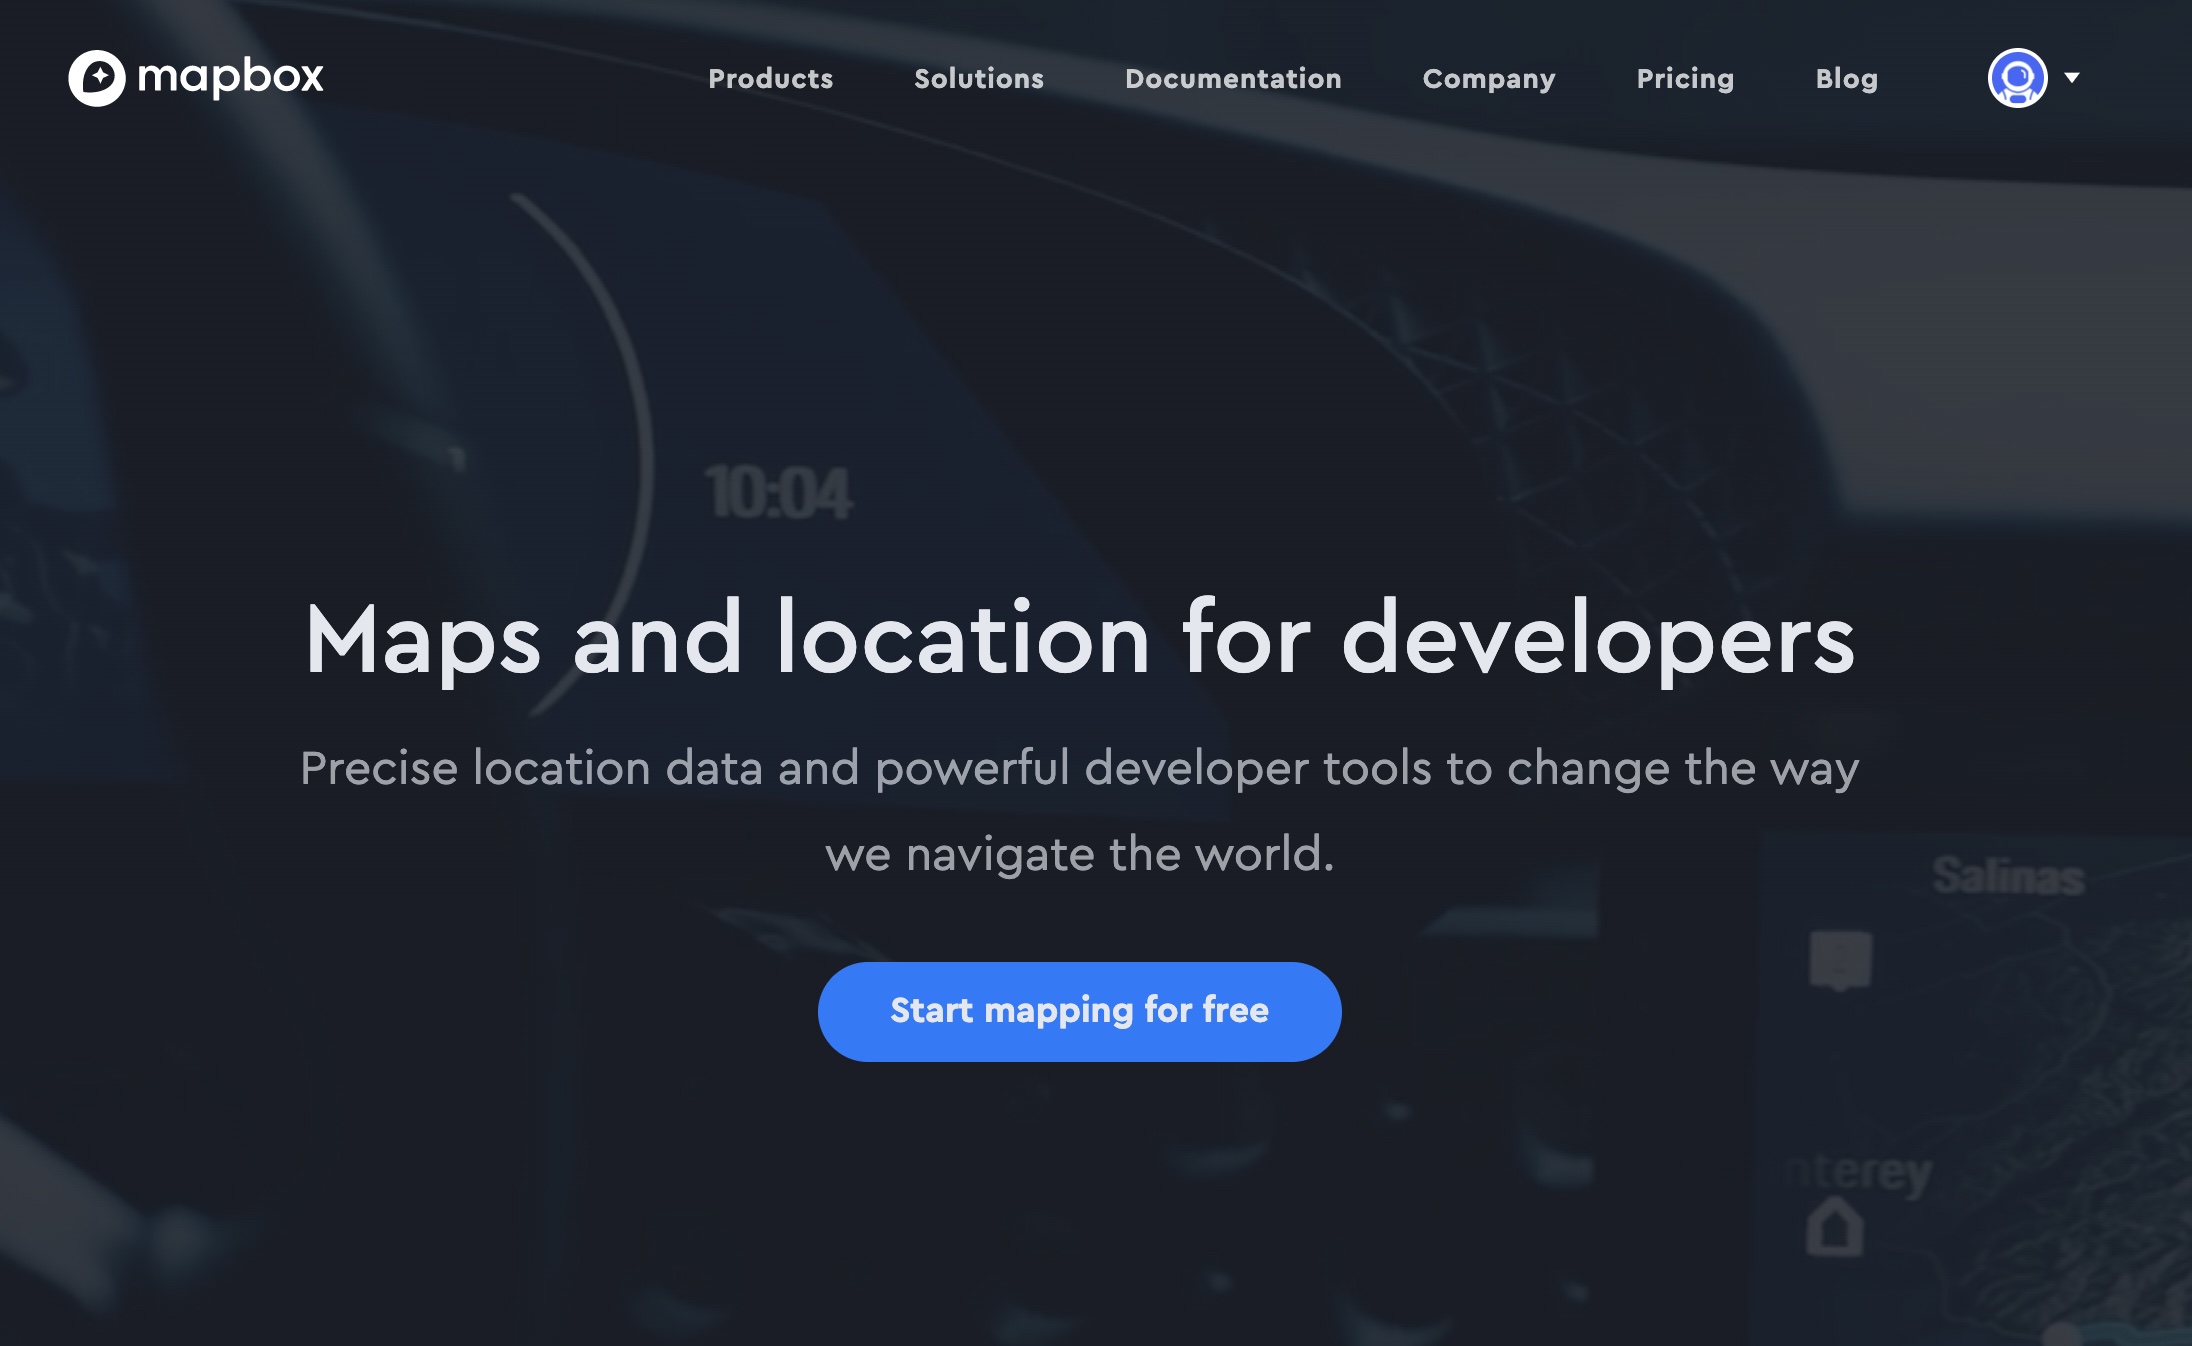 mapbox
Products Solutions Documentation Company Pricing Blog
10:04
Maps and location for developers
Precise location data and powerful developer tools to change the way
we navigate the world.
Salinas
Start mapping for free
nterey